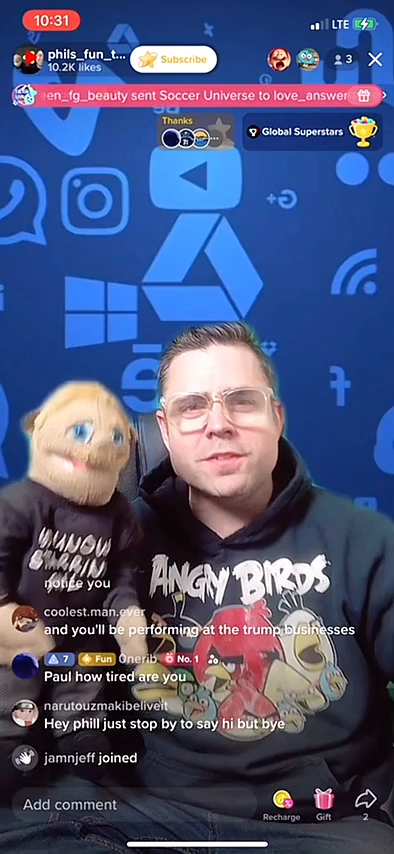 10:31
LTE
phils_fun_t...
10.2K likes
Subscribe
3
en_fg_beauty sent Soccer Universe to love_answer
Thanks
Global Superstars
G+
f
ANGY BIRDS
notice you
coolest.man.ever
and you'll be performing at the trump businesses
7 Fun 0nerib No. 1
Paul how tired are you
narutouzmakibeliveit
Hey phill just stop by to say hi but bye
jamnjeff joined
Add comment
Recharge
Gift
2